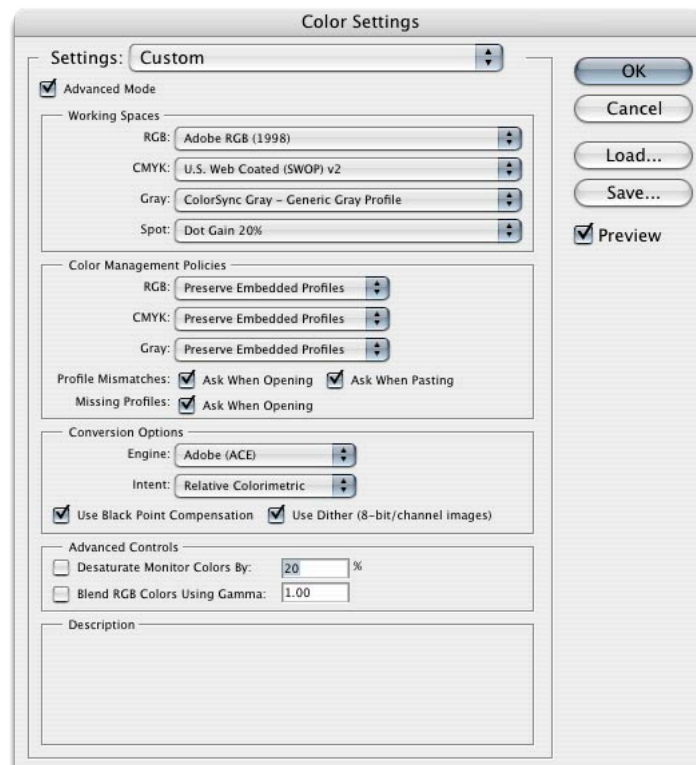 Color Settings
Settings: Custom
OK
Advanced Mode
Cancel
Working Spaces
RGB: Adobe RGB (1998)
Load...
CMYK: U.S. Web Coated (SWOP) v2
Save...
Gray: ColorSync Gray – Generic Gray Profile
Spot: Dot Gain 20%
Preview
Color Management Policies
RGB: Preserve Embedded Profiles
CMYK: Preserve Embedded Profiles
Gray: Preserve Embedded Profiles
Profile Mismatches: Ask When Opening Ask When Pasting
Missing Profiles: Ask When Opening
Conversion Options
Engine: Adobe (ACE)
Intent: Relative Colorimetric
Use Black Point Compensation Use Dither (8-bit/channel images)
Advanced Controls
Desaturate Monitor Colors By: 20 %
Blend RGB Colors Using Gamma: 1.00
Description